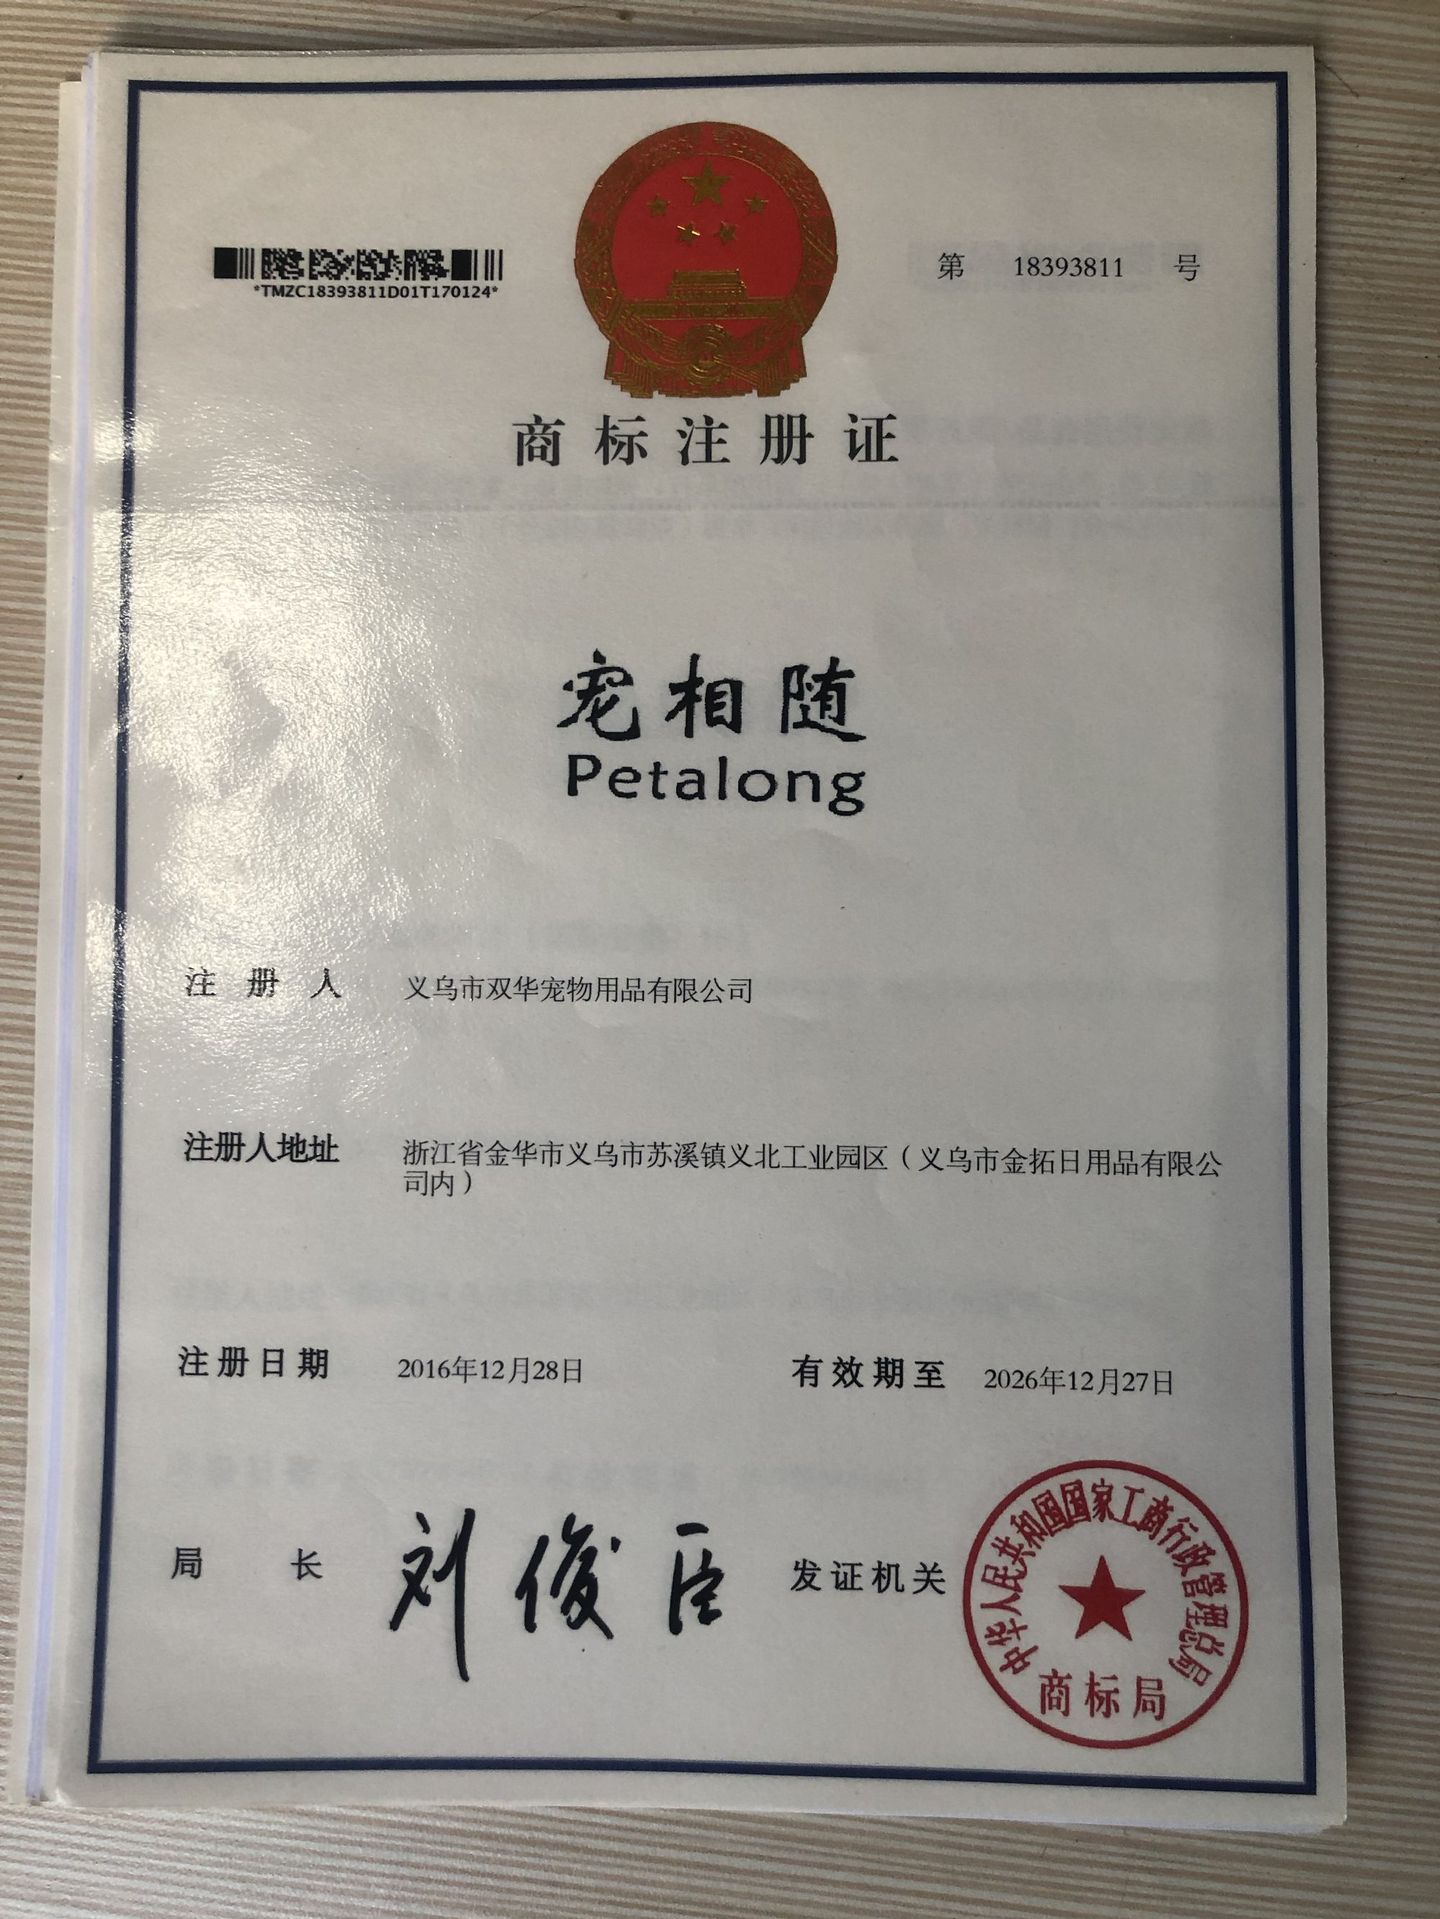 *TMZC18393811D01T170124*
第 18393811 号
商标注册证
宠相随
Petalong
注册人 义乌市双华宠物用品有限公司
注册人地址 浙江省金华市义乌市苏溪镇义北工业园区（义乌市金拓日用品有限公
司内）
注册日期 2016年12月28日 有效期至 2026年12月27日
局长 刘俊臣 发证机关
中华人民共和国国家工商行政管理总局
商标局